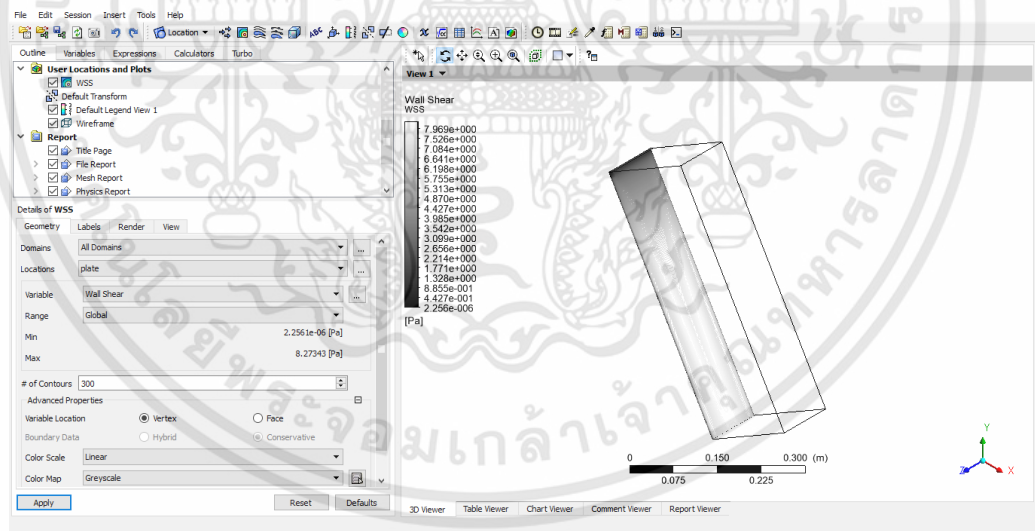 File Edit Session Insert Tools Help
Location
Outline Variables Expressions Calculators Turbo
User Locations and Plots
WSS
Default Transform
Default Legend View 1
Wireframe
Report
Title Page
File Report
Mesh Report
Physics Report
Details of WSS
Geometry Labels Render View
Domains All Domains ...
Locations plate ...
Variable Wall Shear ...
Range Global
Min 2.2561e-06 [Pa]
Max 8.27343 [Pa]
# of Contours 300
Advanced Properties
Variable Location Vertex Face
Boundary Data Hybrid Conservative
Color Scale Linear
Color Map Greyscale
Apply Reset Defaults
View 1
Wall Shear
WSS
7.969e+000
7.526e+000
7.084e+000
6.641e+000
6.198e+000
5.755e+000
5.313e+000
4.870e+000
4.427e+000
3.985e+000
3.542e+000
3.099e+000
2.656e+000
2.214e+000
1.771e+000
1.328e+000
8.855e-001
4.427e-001
2.256e-006
[Pa]
0 0.150 0.300 (m)
0.075 0.225
Y
Z X
3D Viewer Table Viewer Chart Viewer Comment Viewer Report Viewer